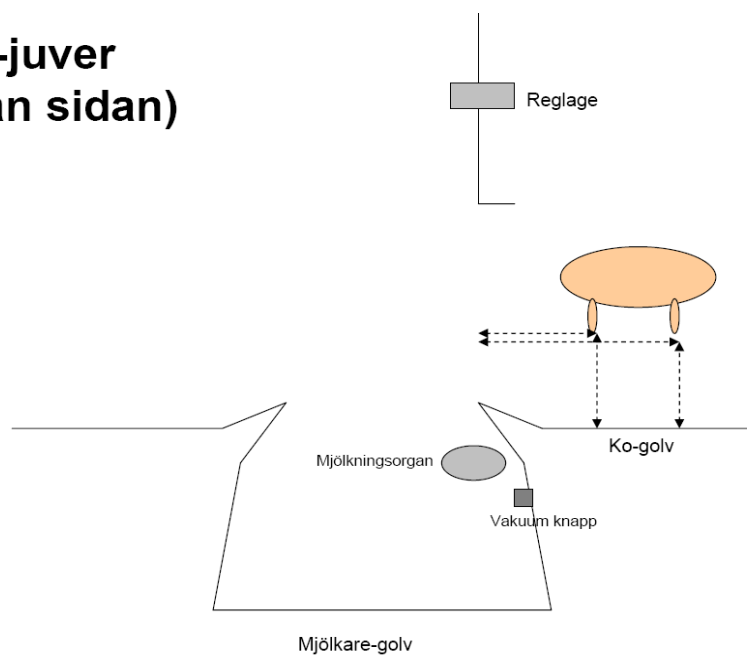 -juver
an sidan)
Reglage
Ko-golv
Mjölkningsorgan
Vakuum knapp
Mjölkare-golv